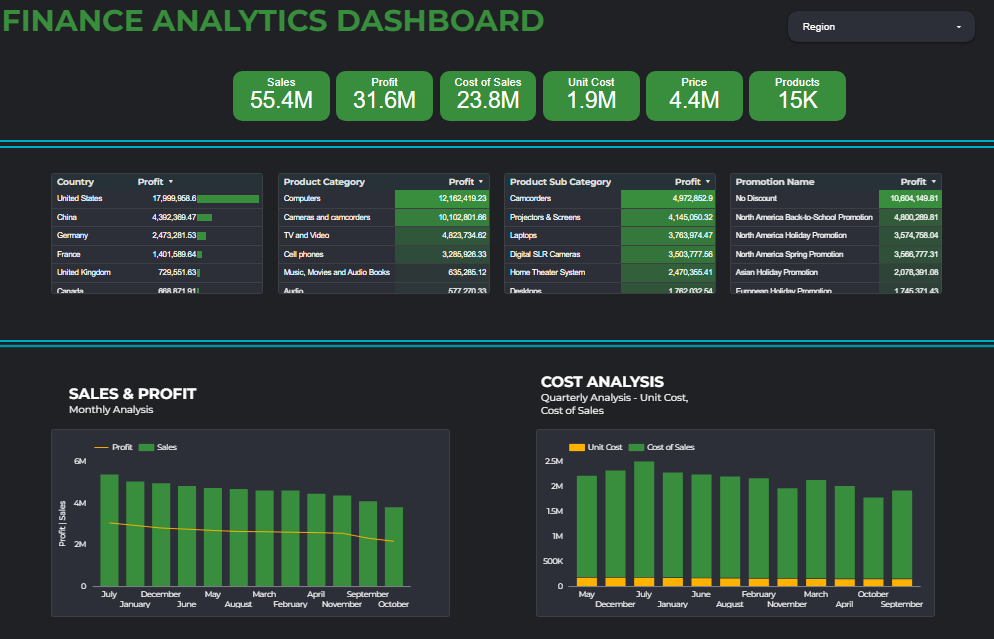 FINANCE ANALYTICS DASHBOARD
Region
Sales Profit Cost of Sales Unit Cost Price Products
55.4M 31.6M 23.8M 1.9M 4.4M 15K
Country Profit
United States 17,999,958.6
China 4,392,369.47
Germany 2,473,281.53
France 1,401,589.64
United Kingdom 729,551.63
Canada 668,871.91
Product Category Profit
Computers 12,162,419.23
Cameras and camcorders 10,102,801.66
TV and Video 4,823,734.62
Cell phones 3,285,926.33
Music, Movies and Audio Books 635,285.12
Audio 577,270.33
Product Sub Category Profit
Camcorders 4,972,852.9
Projectors & Screens 4,145,050.32
Laptops 3,763,974.47
Digital SLR Cameras 3,503,777.56
Home Theater System 2,470,355.41
Desktops 1,762,032.54
Promotion Name Profit
No Discount 10,604,149.81
North America Back-to-School Promotion 4,800,289.81
North America Holiday Promotion 3,574,758.04
North America Spring Promotion 3,566,777.31
Asian Holiday Promotion 2,078,391.08
European Holiday Promotion 1,745,371.43
SALES & PROFIT
Monthly Analysis
Profit Sales
6M
4M
2M
0
Profit | Sales
July December May March April September
January June August February November October
COST ANALYSIS
Quarterly Analysis - Unit Cost,
Cost of Sales
Unit Cost Cost of Sales
2.5M
2M
1.5M
1M
500K
0
May July June February March October
December January August November April September